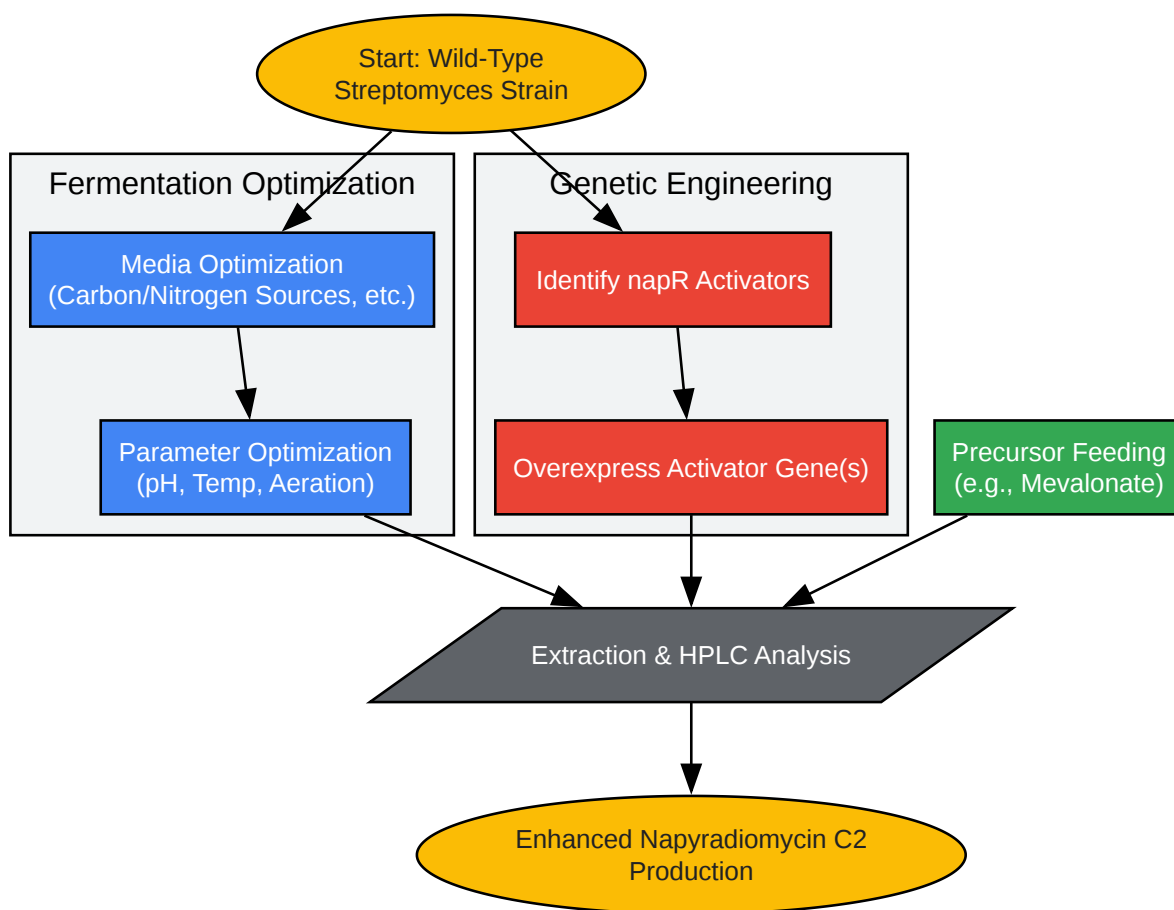 Start: Wild-Type
Streptomyces Strain
Fermentation Optimization
Genetic Engineering
Media Optimization
(Carbon/Nitrogen Sources, etc.)
Identify napR Activators
Parameter Optimization
(pH, Temp, Aeration)
Overexpress Activator Gene(s)
Precursor Feeding
(e.g., Mevalonate)
Extraction & HPLC Analysis
Enhanced Napyradiomycin C2
Production